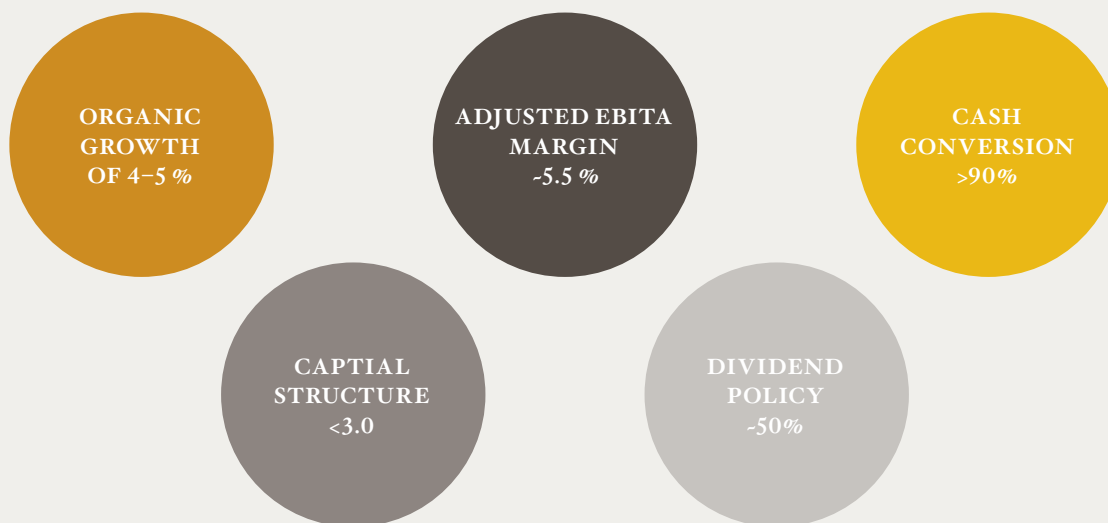 ORGANIC
GROWTH
OF 4–5 %
ADJUSTED EBITA
MARGIN
~5.5 %
CASH
CONVERSION
>90%
CAPTIAL
STRUCTURE
<3.0
DIVIDEND
POLICY
~50%